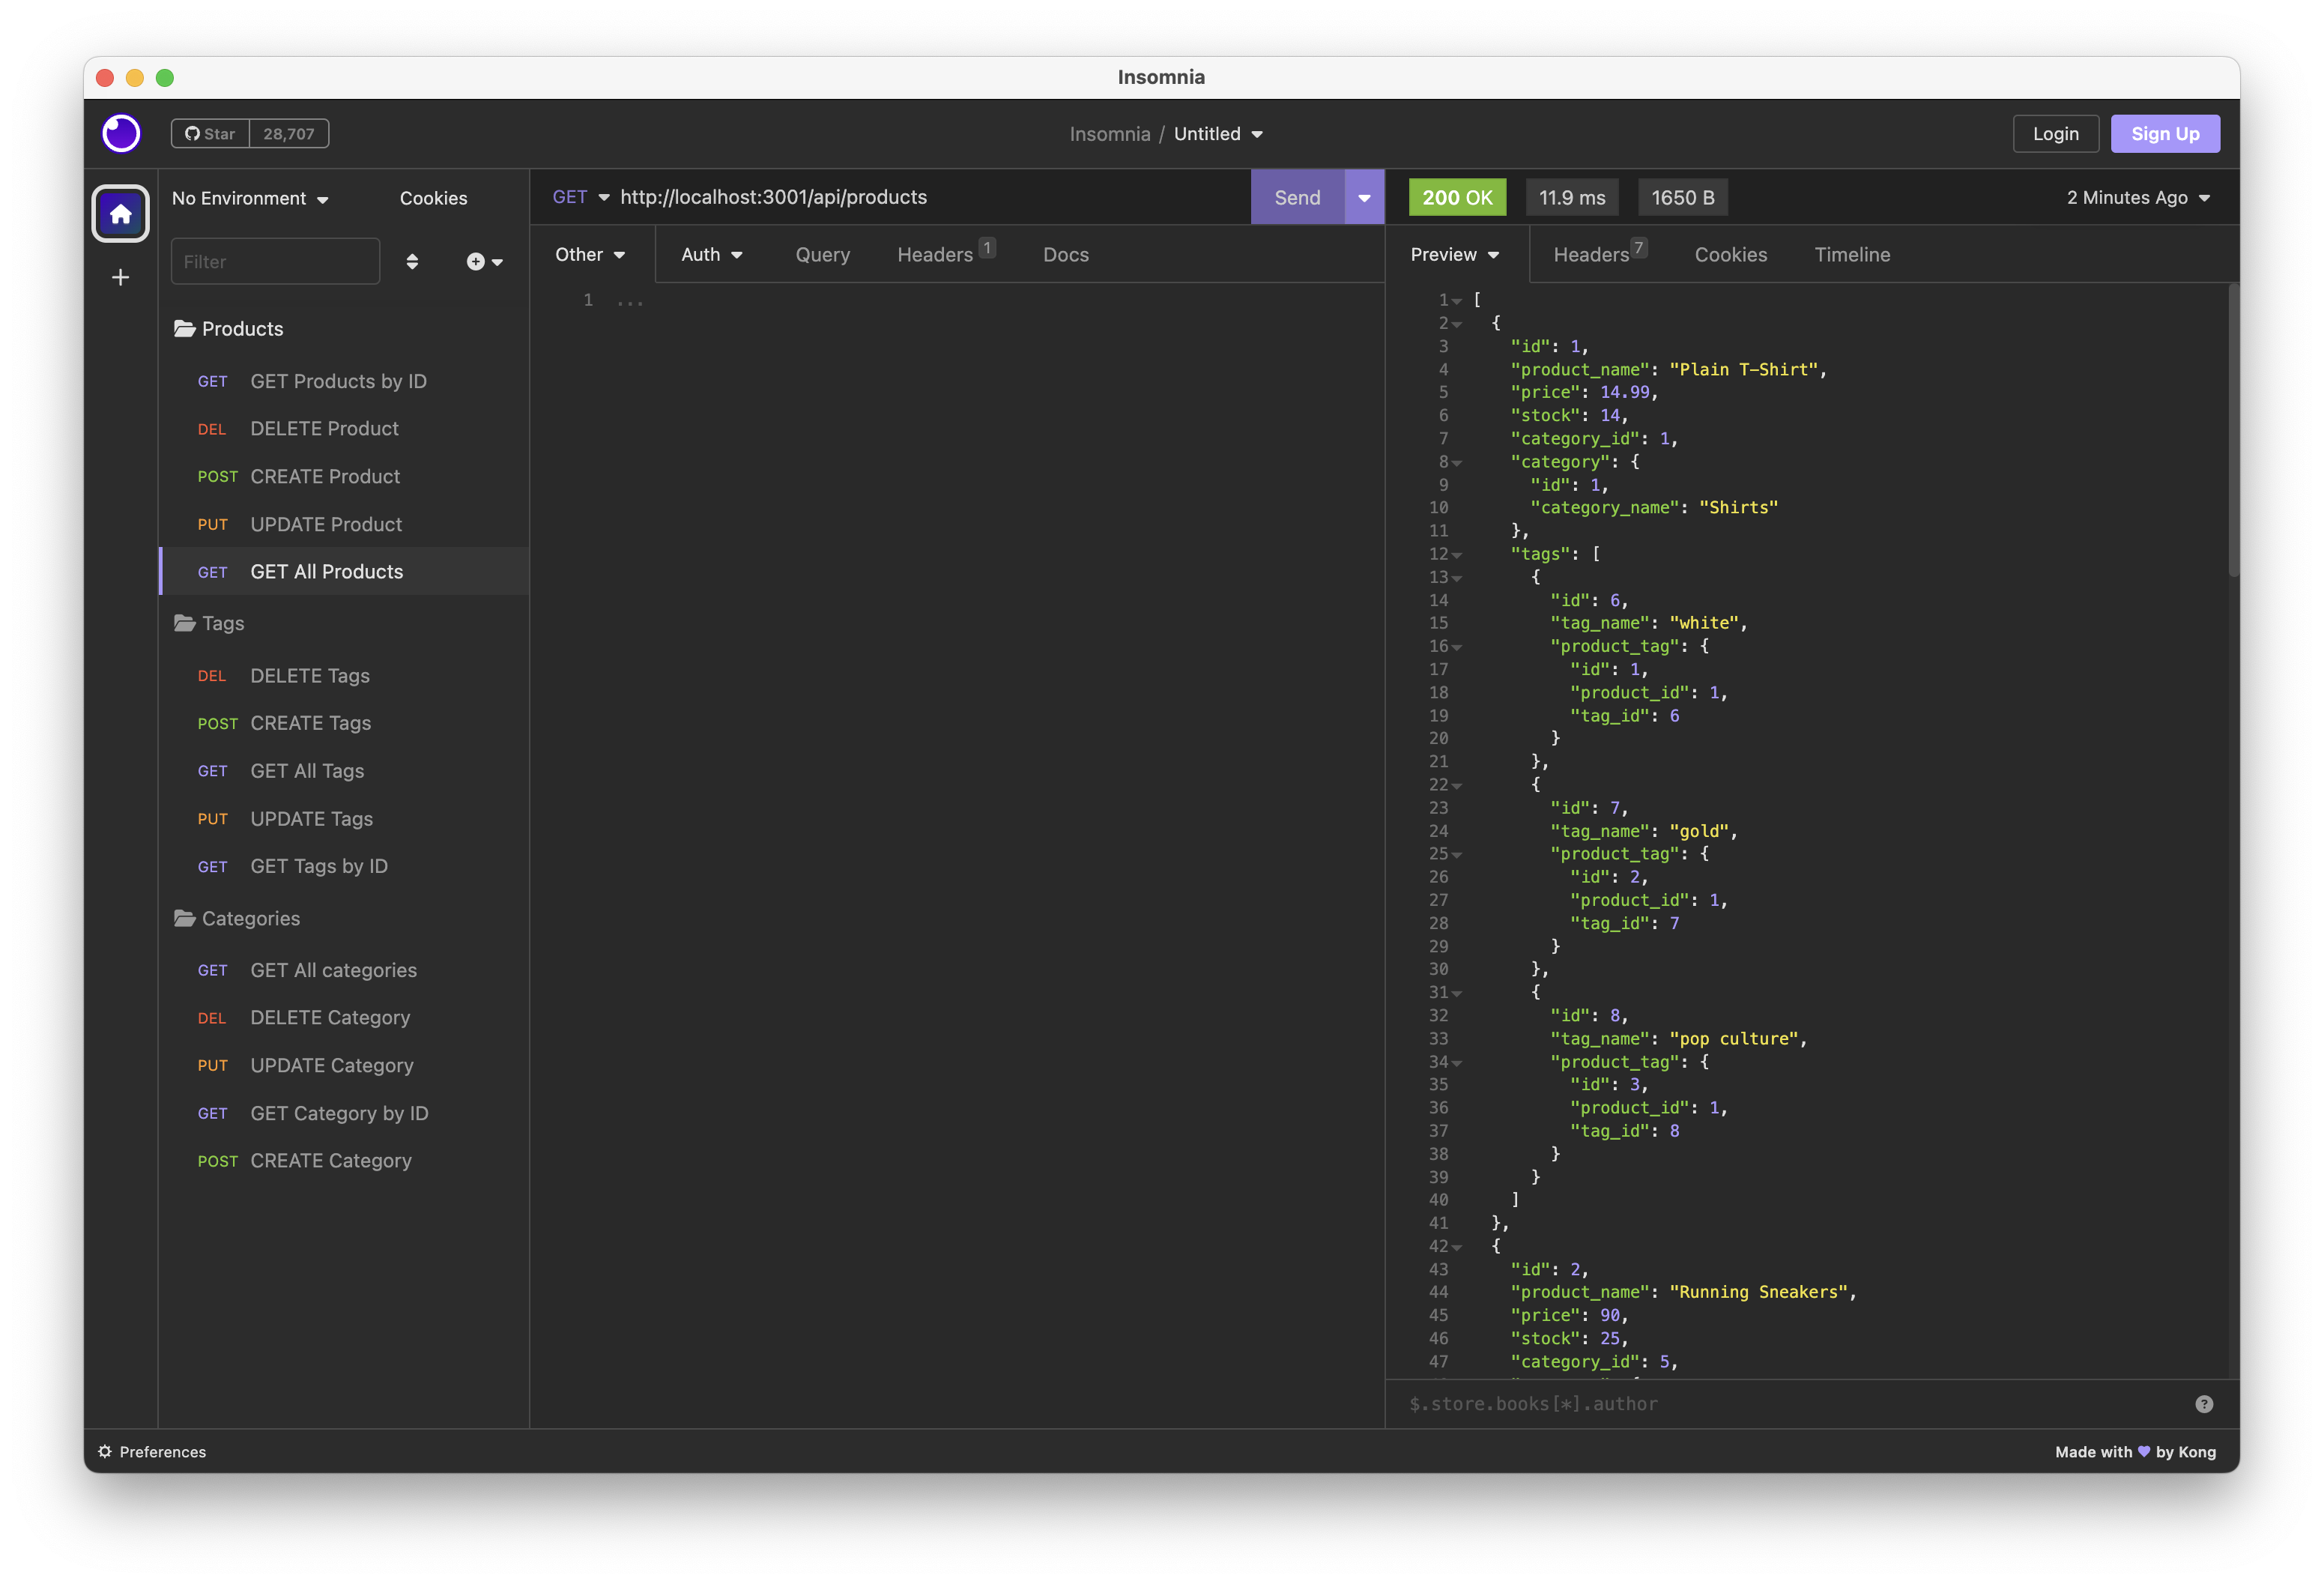 Insomnia
Star 28,707
Insomnia / Untitled
Login
Sign Up
No Environment
Cookies
Filter
Products
GET GET Products by ID
DEL DELETE Product
POST CREATE Product
PUT UPDATE Product
GET GET All Products
Tags
DEL DELETE Tags
POST CREATE Tags
GET GET All Tags
PUT UPDATE Tags
GET GET Tags by ID
Categories
GET GET All categories
DEL DELETE Category
PUT UPDATE Category
GET GET Category by ID
POST CREATE Category
GET http://localhost:3001/api/products
Send
Other Auth Query Headers 1 Docs
1 ...
200 OK 11.9 ms 1650 B 2 Minutes Ago
Preview Headers 7 Cookies Timeline
1 [
2 {
3 "id": 1,
4 "product_name": "Plain T-Shirt",
5 "price": 14.99,
6 "stock": 14,
7 "category_id": 1,
8 "category": {
9 "id": 1,
10 "category_name": "Shirts"
11 },
12 "tags": [
13 {
14 "id": 6,
15 "tag_name": "white",
16 "product_tag": {
17 "id": 1,
18 "product_id": 1,
19 "tag_id": 6
20 }
21 },
22 {
23 "id": 7,
24 "tag_name": "gold",
25 "product_tag": {
26 "id": 2,
27 "product_id": 1,
28 "tag_id": 7
29 }
30 },
31 {
32 "id": 8,
33 "tag_name": "pop culture",
34 "product_tag": {
35 "id": 3,
36 "product_id": 1,
37 "tag_id": 8
38 }
39 }
40 ]
41 },
42 {
43 "id": 2,
44 "product_name": "Running Sneakers",
45 "price": 90,
46 "stock": 25,
47 "category_id": 5,
$.store.books[*].author
Preferences
Made with ♥ by Kong